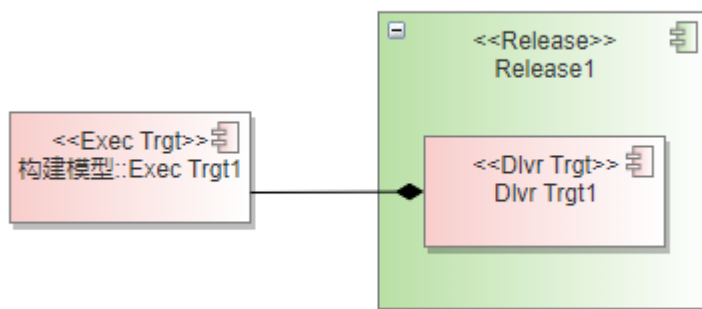 <<Release>>
Release1
<<Exec Trgt>>
构建模型::Exec Trgt1
<<Dlvr Trgt>>
Dlvr Trgt1